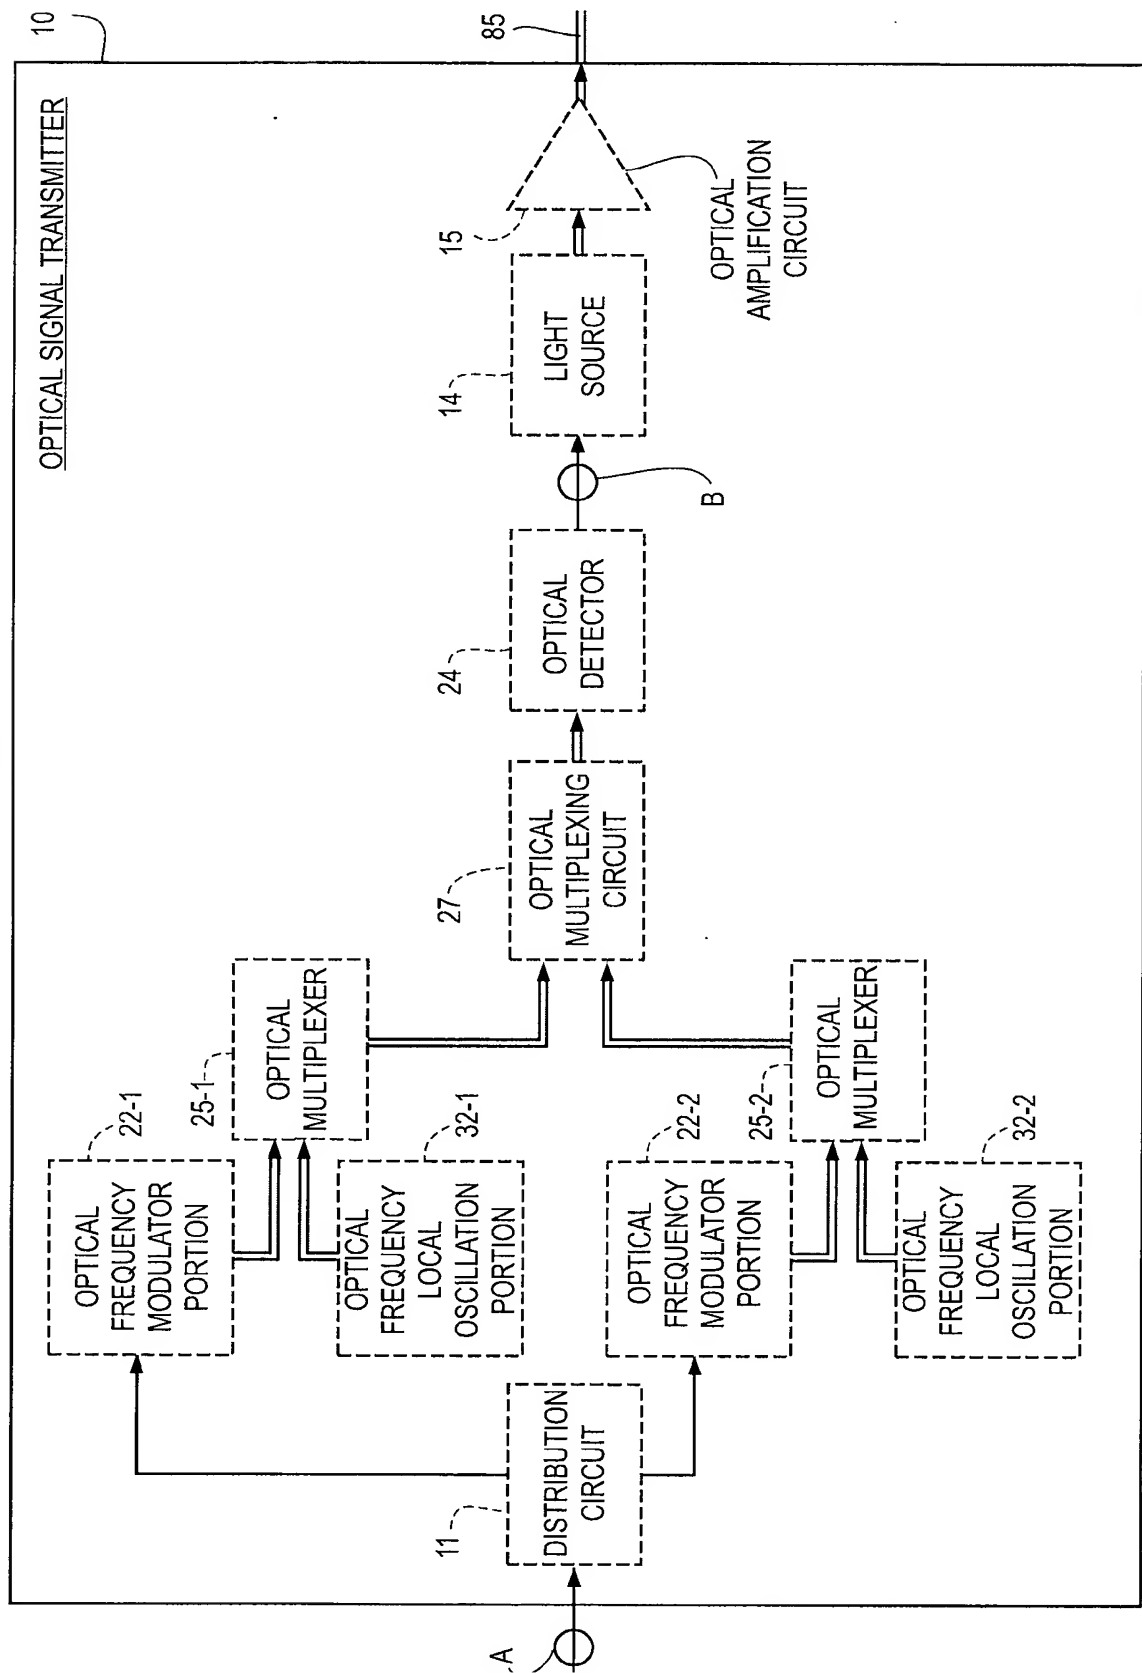 10
OPTICAL SIGNAL TRANSMITTER
85
22-1
OPTICAL
FREQUENCY
MODULATOR
PORTION
25-1
OPTICAL
MULTIPLEXER
32-1
OPTICAL
FREQUENCY
LOCAL
OSCILLATION
PORTION
A
11
DISTRIBUTION
CIRCUIT
27
OPTICAL
MULTIPLEXING
CIRCUIT
24
OPTICAL
DETECTOR
B
14
LIGHT
SOURCE
15
OPTICAL
AMPLIFICATION
CIRCUIT
22-2
OPTICAL
FREQUENCY
MODULATOR
PORTION
25-2
OPTICAL
MULTIPLEXER
32-2
OPTICAL
FREQUENCY
LOCAL
OSCILLATION
PORTION